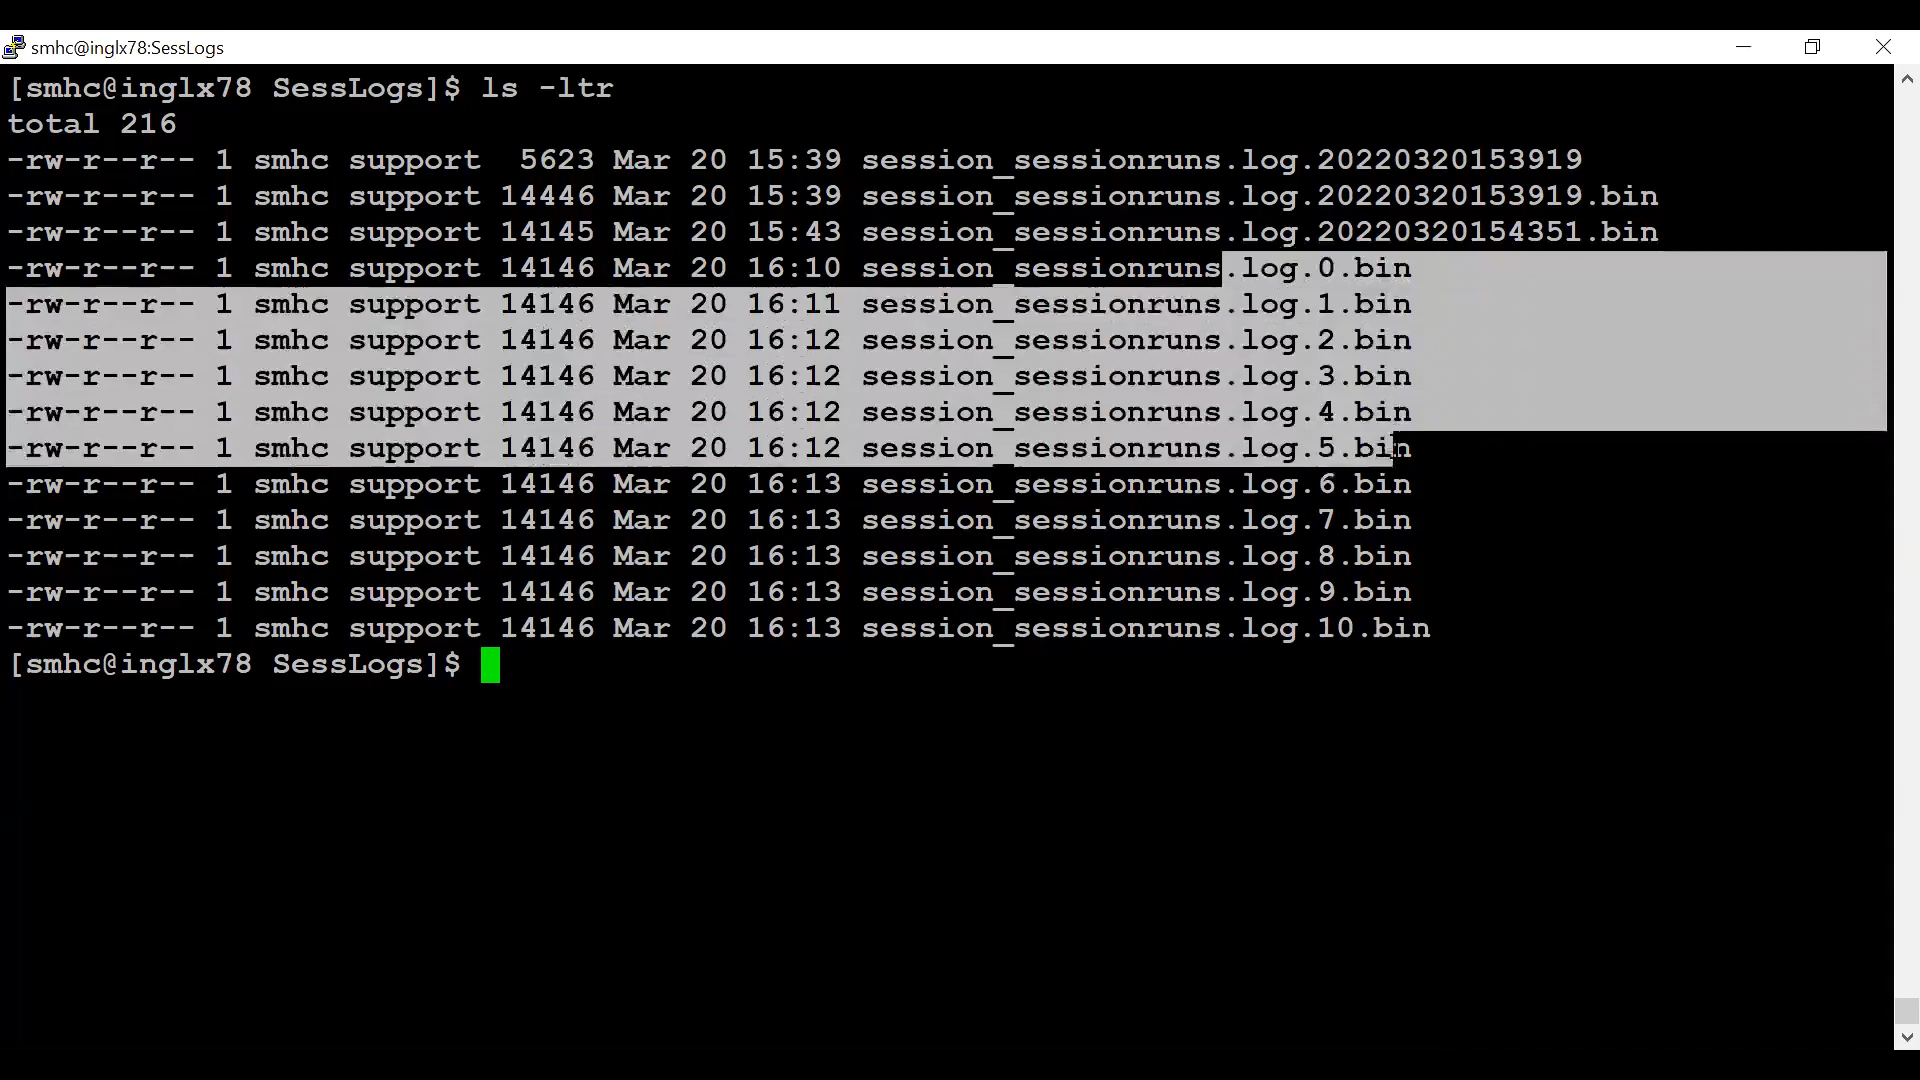 smhc@inglx78:SessLogs
[smhc@inglx78 SessLogs]$ ls -ltr
total 216
-rw-r--r-- 1 smhc support  5623 Mar 20 15:39 session_sessionruns.log.20220320153919
-rw-r--r-- 1 smhc support 14446 Mar 20 15:39 session_sessionruns.log.20220320153919.bin
-rw-r--r-- 1 smhc support 14145 Mar 20 15:43 session_sessionruns.log.20220320154351.bin
-rw-r--r-- 1 smhc support 14146 Mar 20 16:10 session_sessionruns.log.0.bin
-rw-r--r-- 1 smhc support 14146 Mar 20 16:11 session_sessionruns.log.1.bin
-rw-r--r-- 1 smhc support 14146 Mar 20 16:12 session_sessionruns.log.2.bin
-rw-r--r-- 1 smhc support 14146 Mar 20 16:12 session_sessionruns.log.3.bin
-rw-r--r-- 1 smhc support 14146 Mar 20 16:12 session_sessionruns.log.4.bin
-rw-r--r-- 1 smhc support 14146 Mar 20 16:12 session_sessionruns.log.5.bin
-rw-r--r-- 1 smhc support 14146 Mar 20 16:13 session_sessionruns.log.6.bin
-rw-r--r-- 1 smhc support 14146 Mar 20 16:13 session_sessionruns.log.7.bin
-rw-r--r-- 1 smhc support 14146 Mar 20 16:13 session_sessionruns.log.8.bin
-rw-r--r-- 1 smhc support 14146 Mar 20 16:13 session_sessionruns.log.9.bin
-rw-r--r-- 1 smhc support 14146 Mar 20 16:13 session_sessionruns.log.10.bin
[smhc@inglx78 SessLogs]$